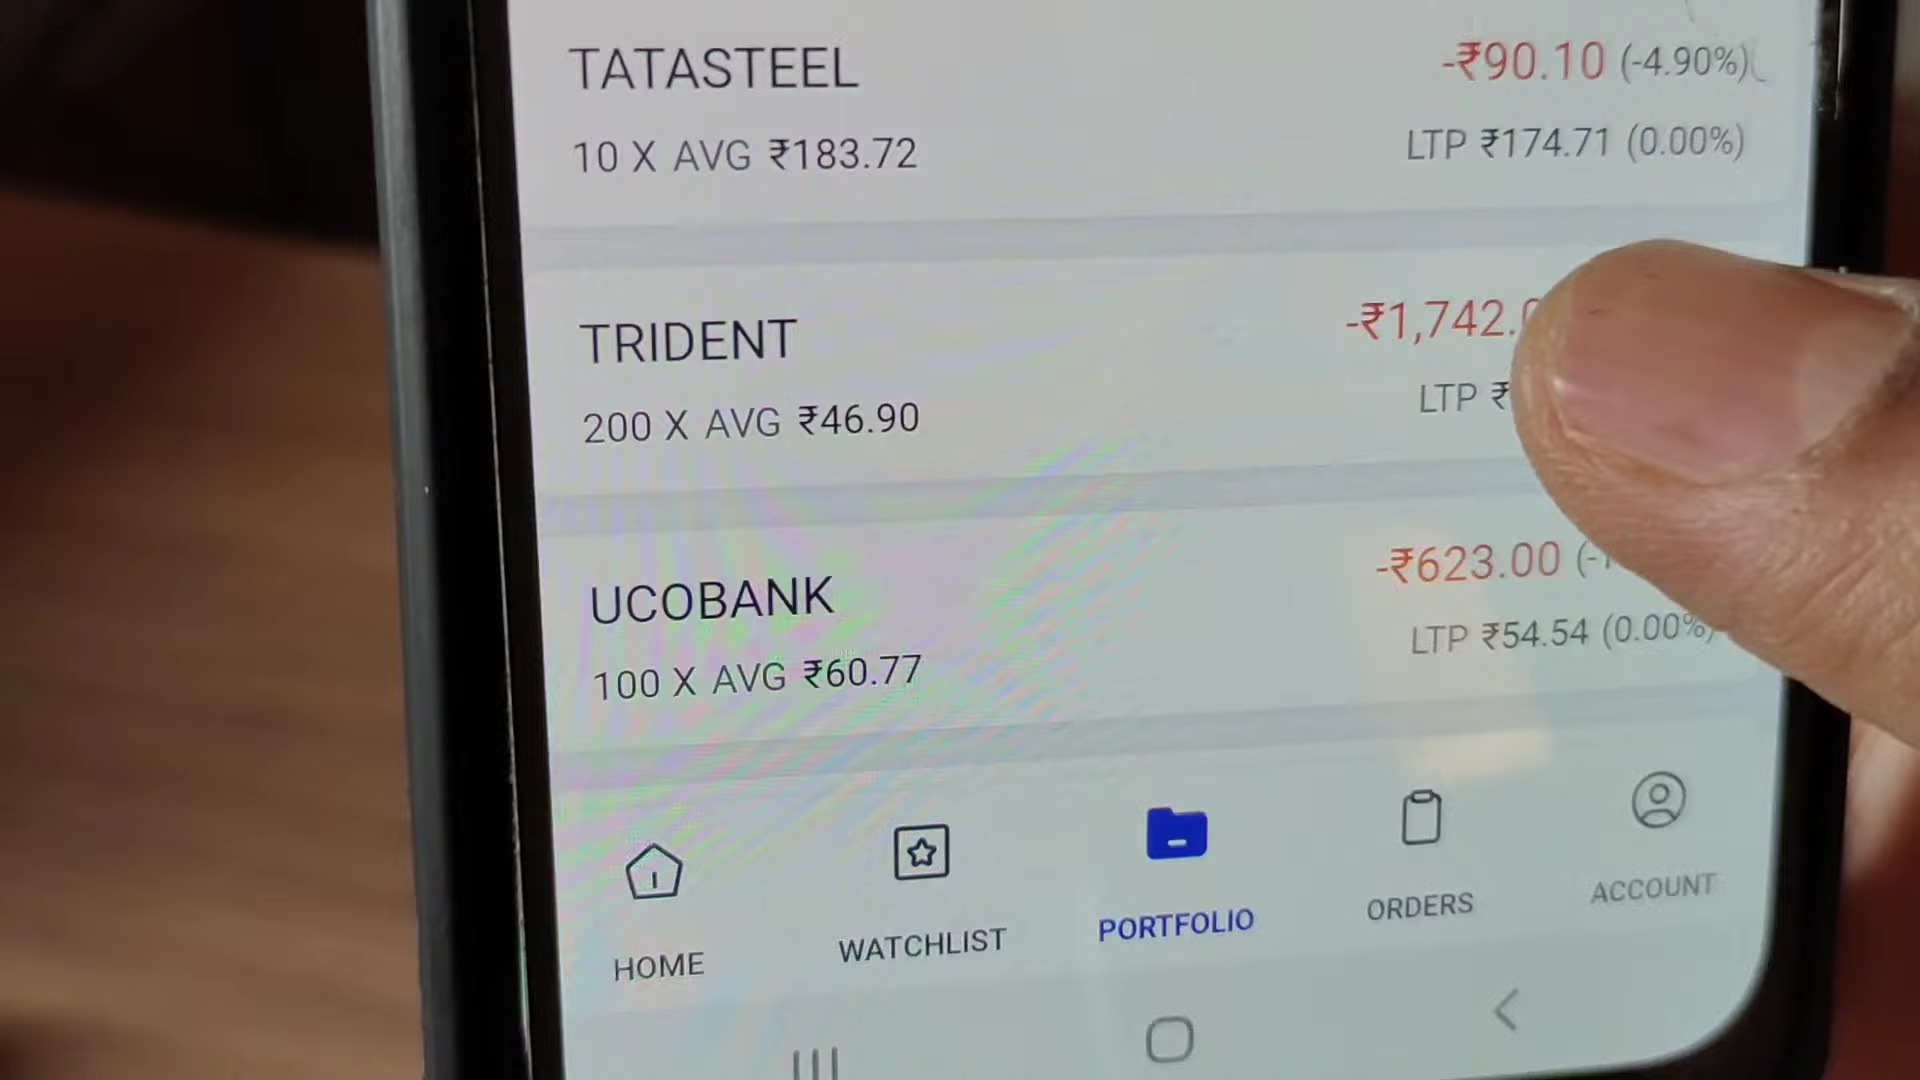 TATASTEEL -₹90.10 (-4.90%)
10 X AVG ₹183.72 LTP ₹174.71 (0.00%)
TRIDENT -₹1,742.
200 X AVG ₹46.90 LTP ₹
UCOBANK -₹623.00 (-
100 X AVG ₹60.77 LTP ₹54.54 (0.00%)
HOME WATCHLIST PORTFOLIO ORDERS ACCOUNT